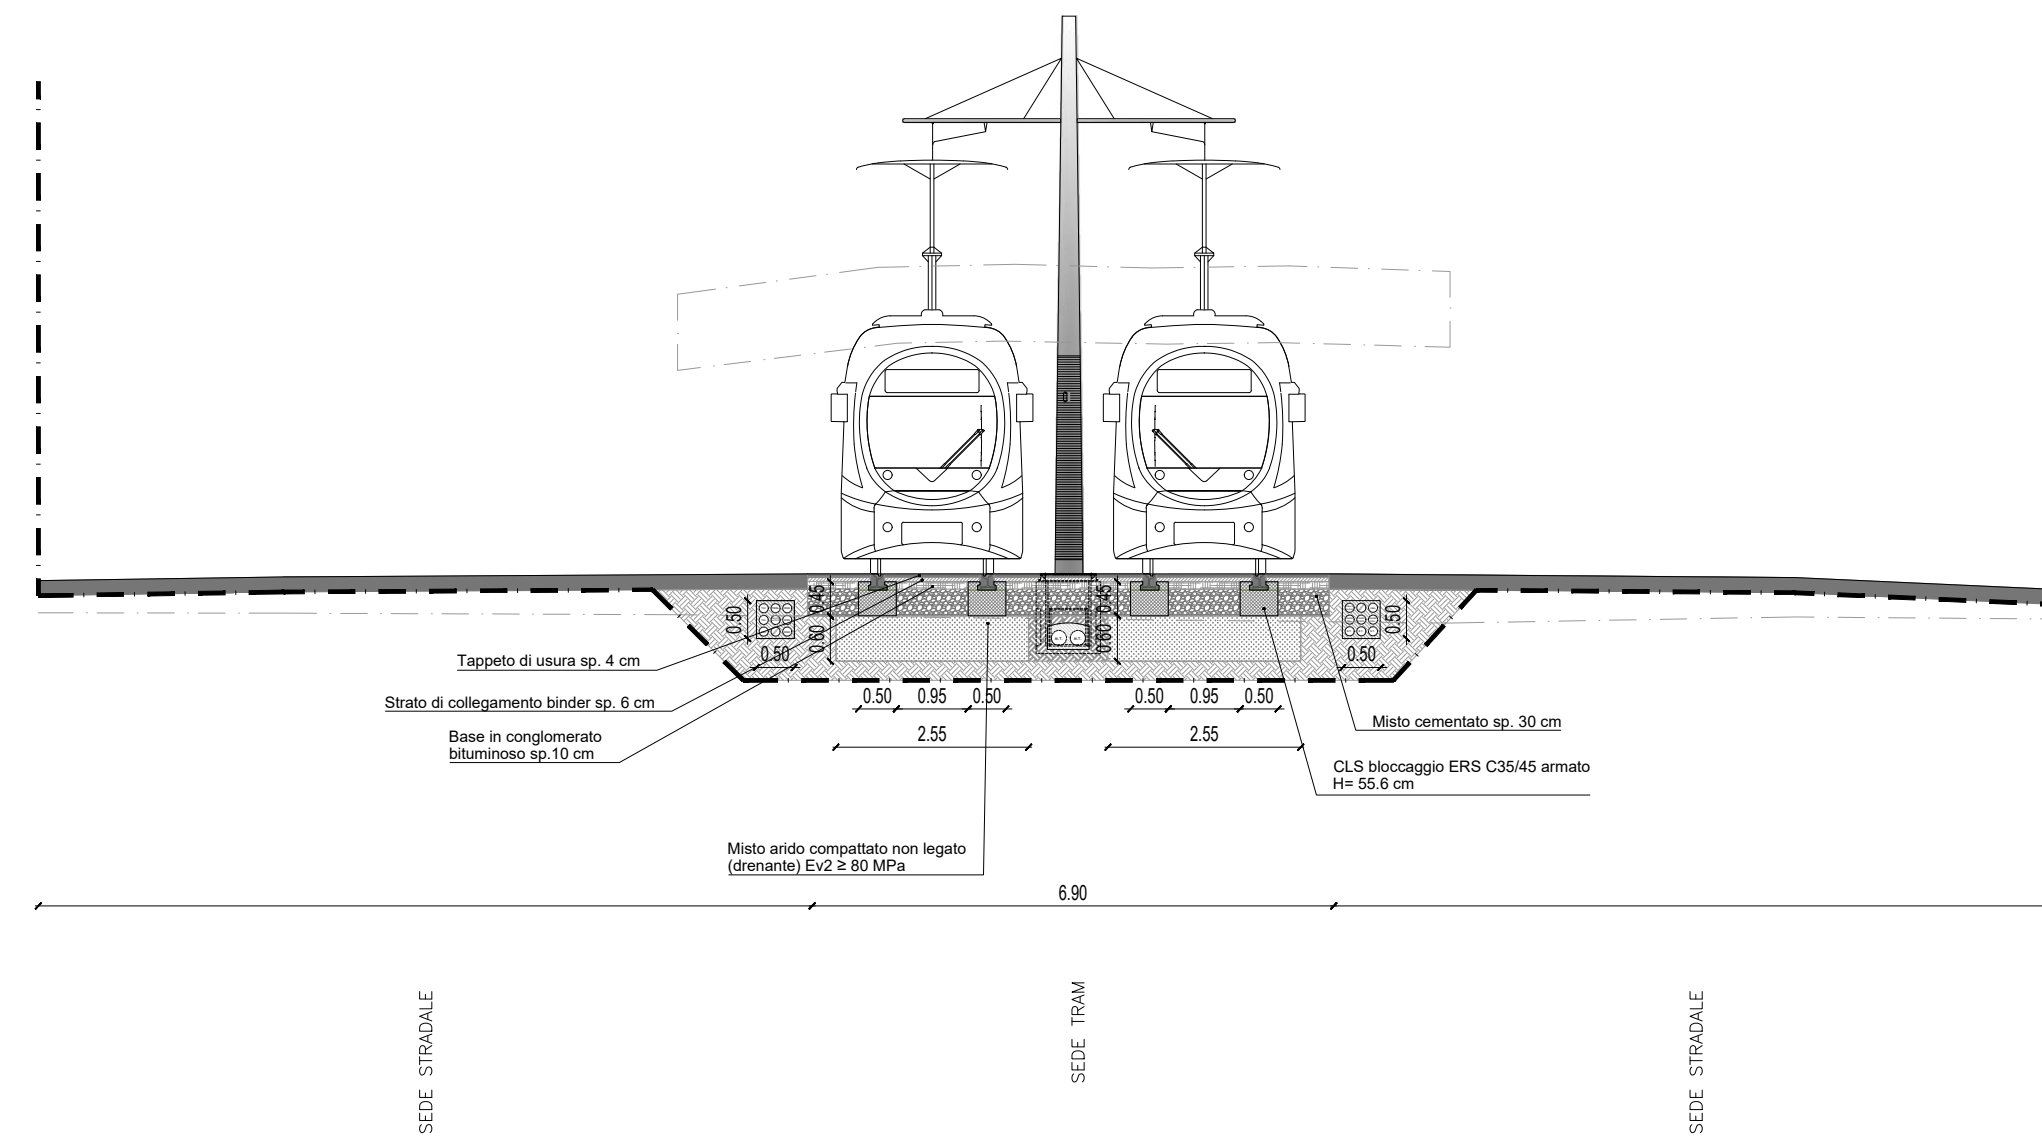 0.50
0.45
0.60
0.50
0.45
0.60
0.50
0.50
Tappeto di usura sp. 4 cm
Strato di collegamento binder sp. 6 cm
Base in conglomerato
bituminoso sp.10 cm
0.50
0.95
0.50
2.55
0.50
0.95
0.50
2.55
Misto cementato sp. 30 cm
CLS bloccaggio ERS C35/45 armato
H= 55.6 cm
Misto arido compattato non legato
(drenante) Ev2 ≥ 80 MPa
6.90
SEDE STRADALE
SEDE TRAM
SEDE STRADALE